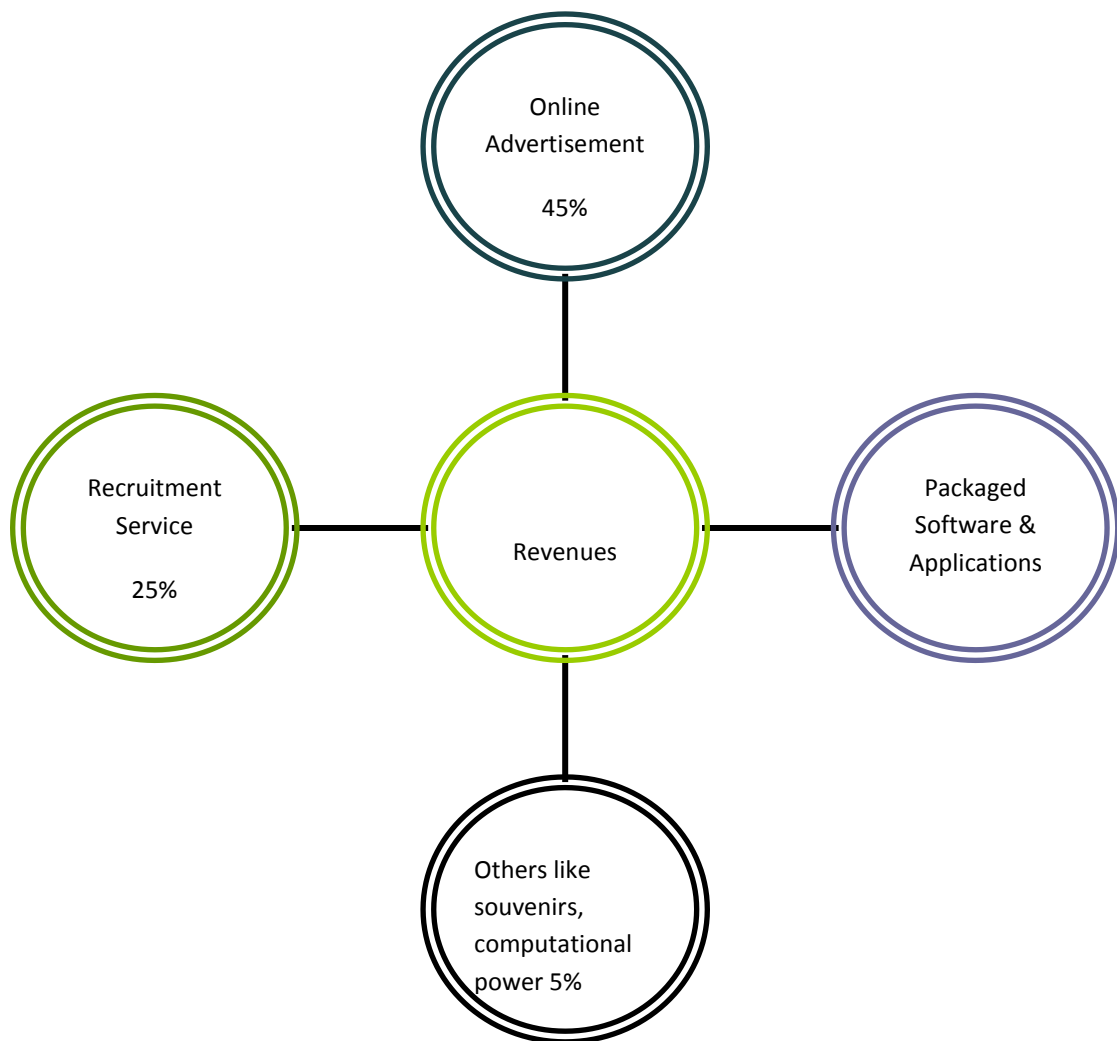 Online
Advertisement
45%
Recruitment
Service
25%
Revenues
Packaged
Software &
Applications
Others like
souvenirs,
computational
power 5%